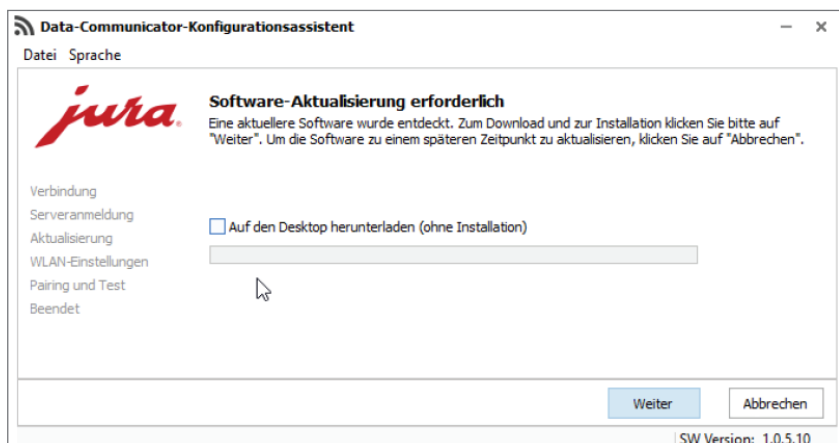 Data-Communicator-Konfigurationsassistent
Datei Sprache
jura
Software-Aktualisierung erforderlich
Eine aktuellere Software wurde entdeckt. Zum Download und zur Installation klicken Sie bitte auf
"Weiter". Um die Software zu einem späteren Zeitpunkt zu aktualisieren, klicken Sie auf "Abbrechen".
Verbindung
Serveranmeldung
Aktualisierung
WLAN-Einstellungen
Pairing und Test
Beendet
Auf den Desktop herunterladen (ohne Installation)
Weiter
Abbrechen
SW Version: 1.0.5.10